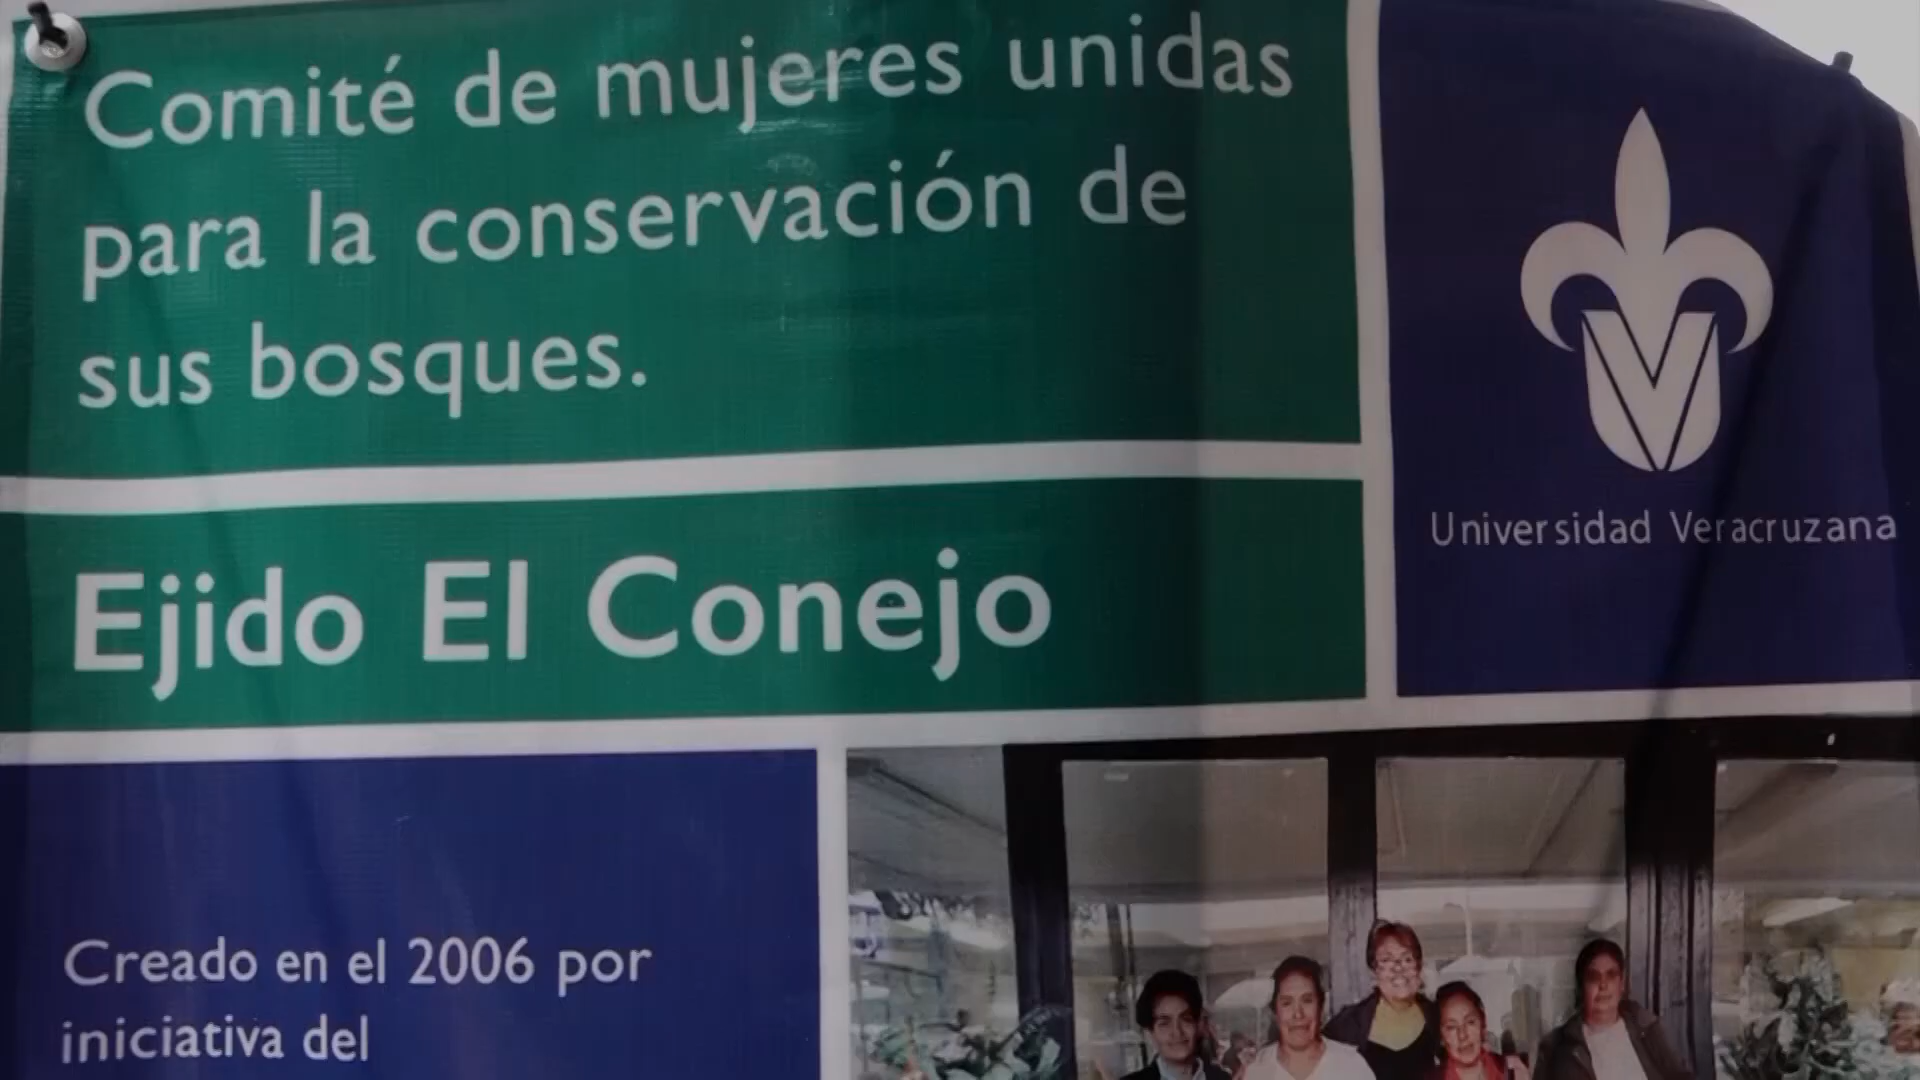 Comité de mujeres unidas
para la conservación de
sus bosques.
Ejido El Conejo
Universidad Veracruzana
Creado en el 2006 por
iniciativa del